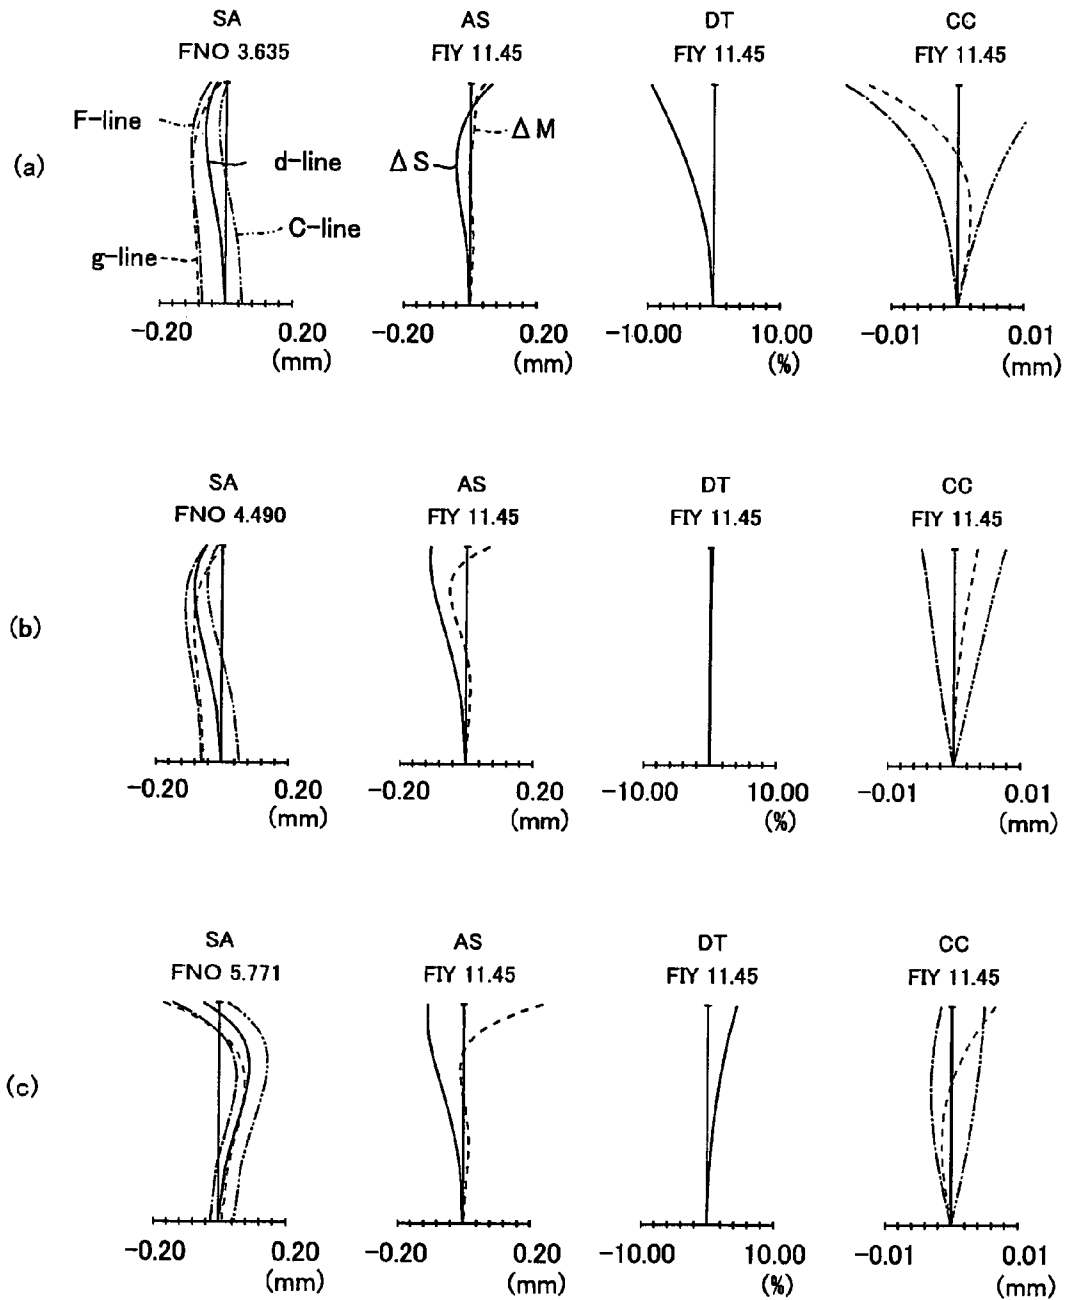 SA AS DT CC
FNO 3.635 FIY 11.45 FIY 11.45 FIY 11.45
F-line
ΔM
(a)
d-line ΔS
C-line
g-line
-0.20 0.20 -0.20 0.20 -10.00 10.00 -0.01 0.01
(mm) (mm) (%) (mm)
SA AS DT CC
FNO 4.490 FIY 11.45 FIY 11.45 FIY 11.45
(b)
-0.20 0.20 -0.20 0.20 -10.00 10.00 -0.01 0.01
(mm) (mm) (%) (mm)
SA AS DT CC
FNO 5.771 FIY 11.45 FIY 11.45 FIY 11.45
(c)
-0.20 0.20 -0.20 0.20 -10.00 10.00 -0.01 0.01
(mm) (mm) (%) (mm)